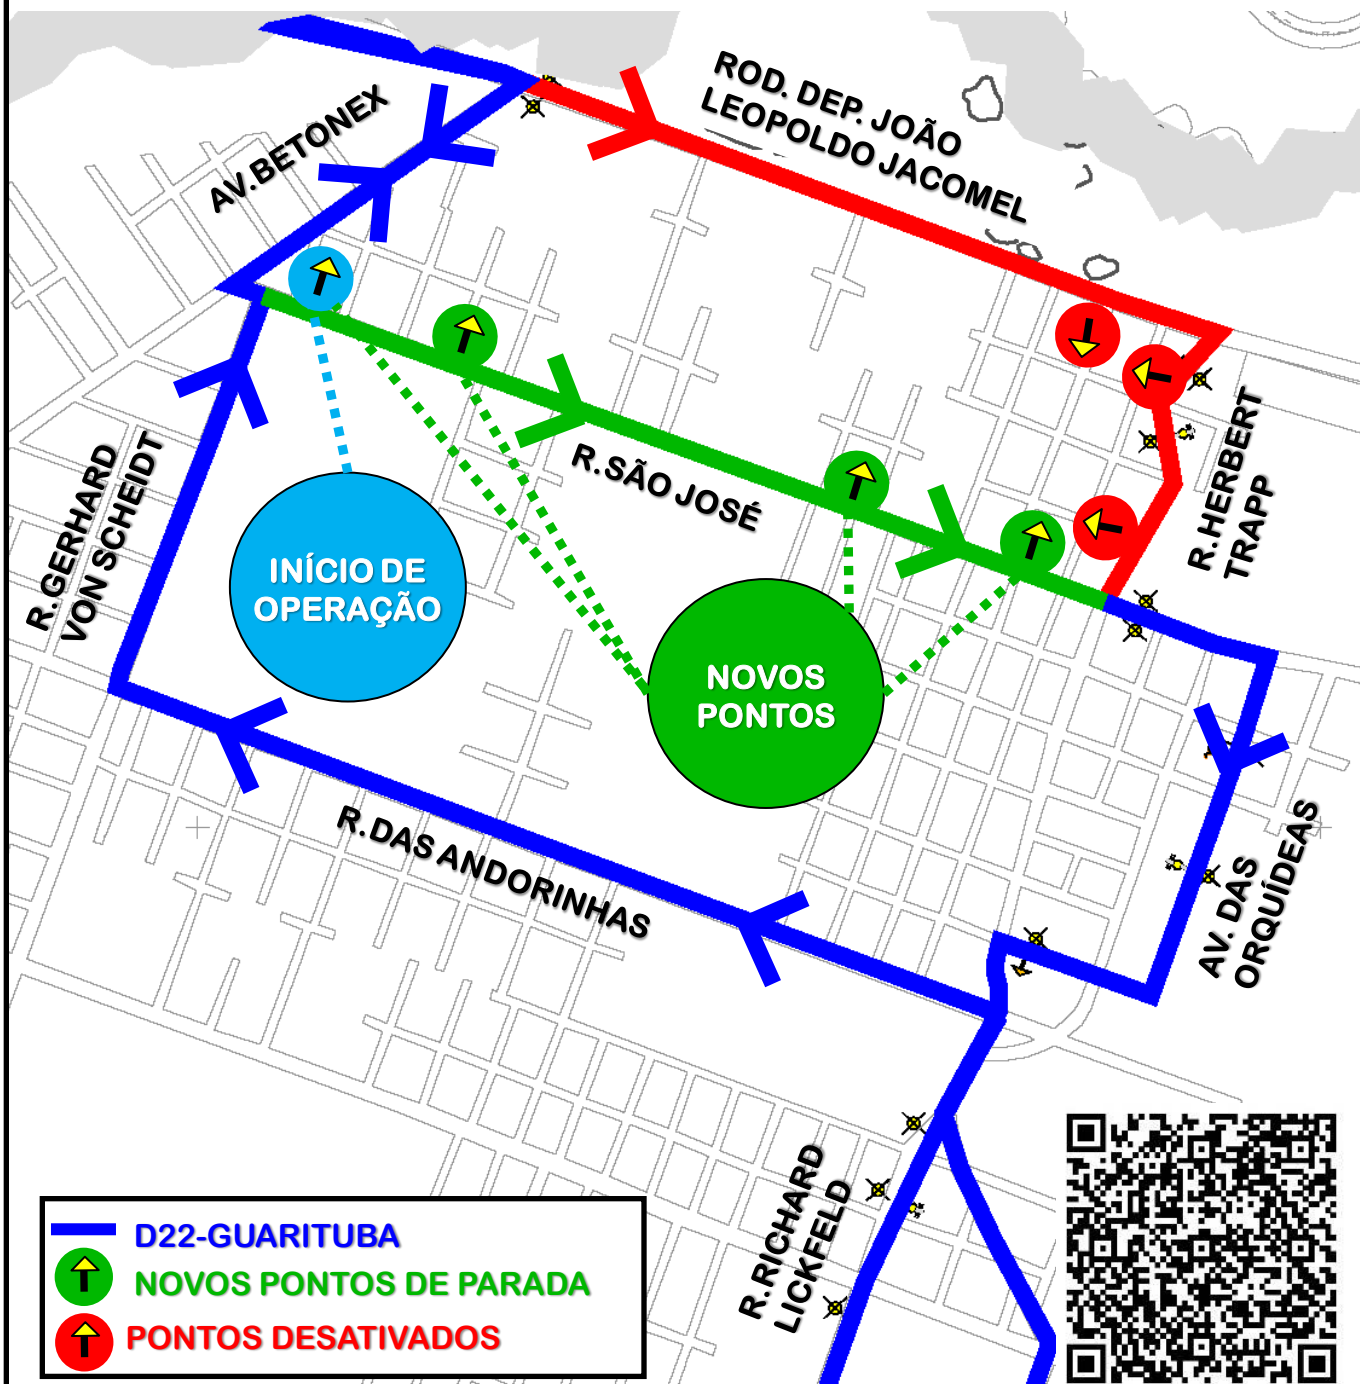 ROD. DEP. JOÃO
LEOPOLDO JACOMEL
AV.BETONEX
R.HERBERT
TRAPP
R.SÃO JOSÉ
R.GERHARD
VON SCHEIDT
INÍCIO DE
OPERAÇÃO
NOVOS
PONTOS
R.DAS ANDORINHAS
AV. DAS
ORQUÍDEAS
R.RICHARD
LICKFELD
D22-GUARITUBA
NOVOS PONTOS DE PARADA
PONTOS DESATIVADOS